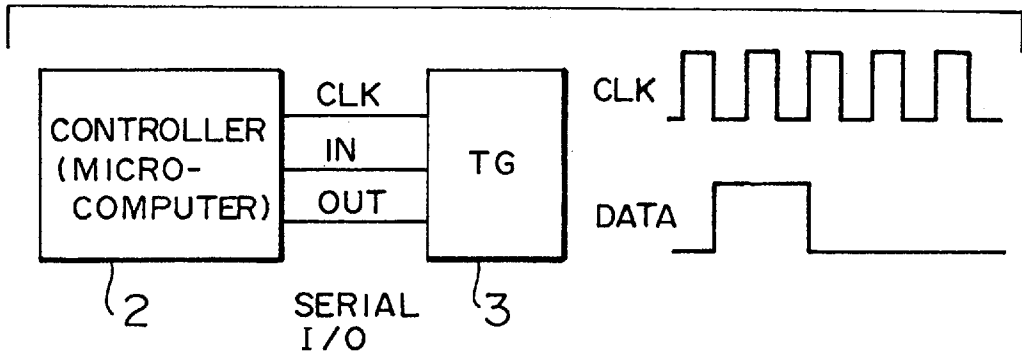 CONTROLLER
(MICRO-
COMPUTER)
CLK
IN
OUT
TG
CLK
DATA
2
SERIAL
I/O
3